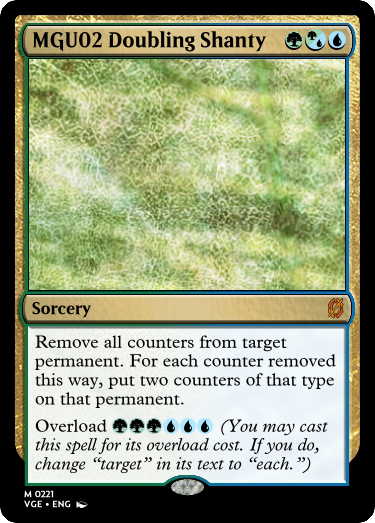 MGU02 Doubling Shanty
Sorcery
Remove all counters from target
permanent. For each counter removed
this way, put two counters of that type
on that permanent.
Overload (You may cast
this spell for its overload cost. If you do,
change “target” in its text to “each.”)
M 0221
VGE • ENG